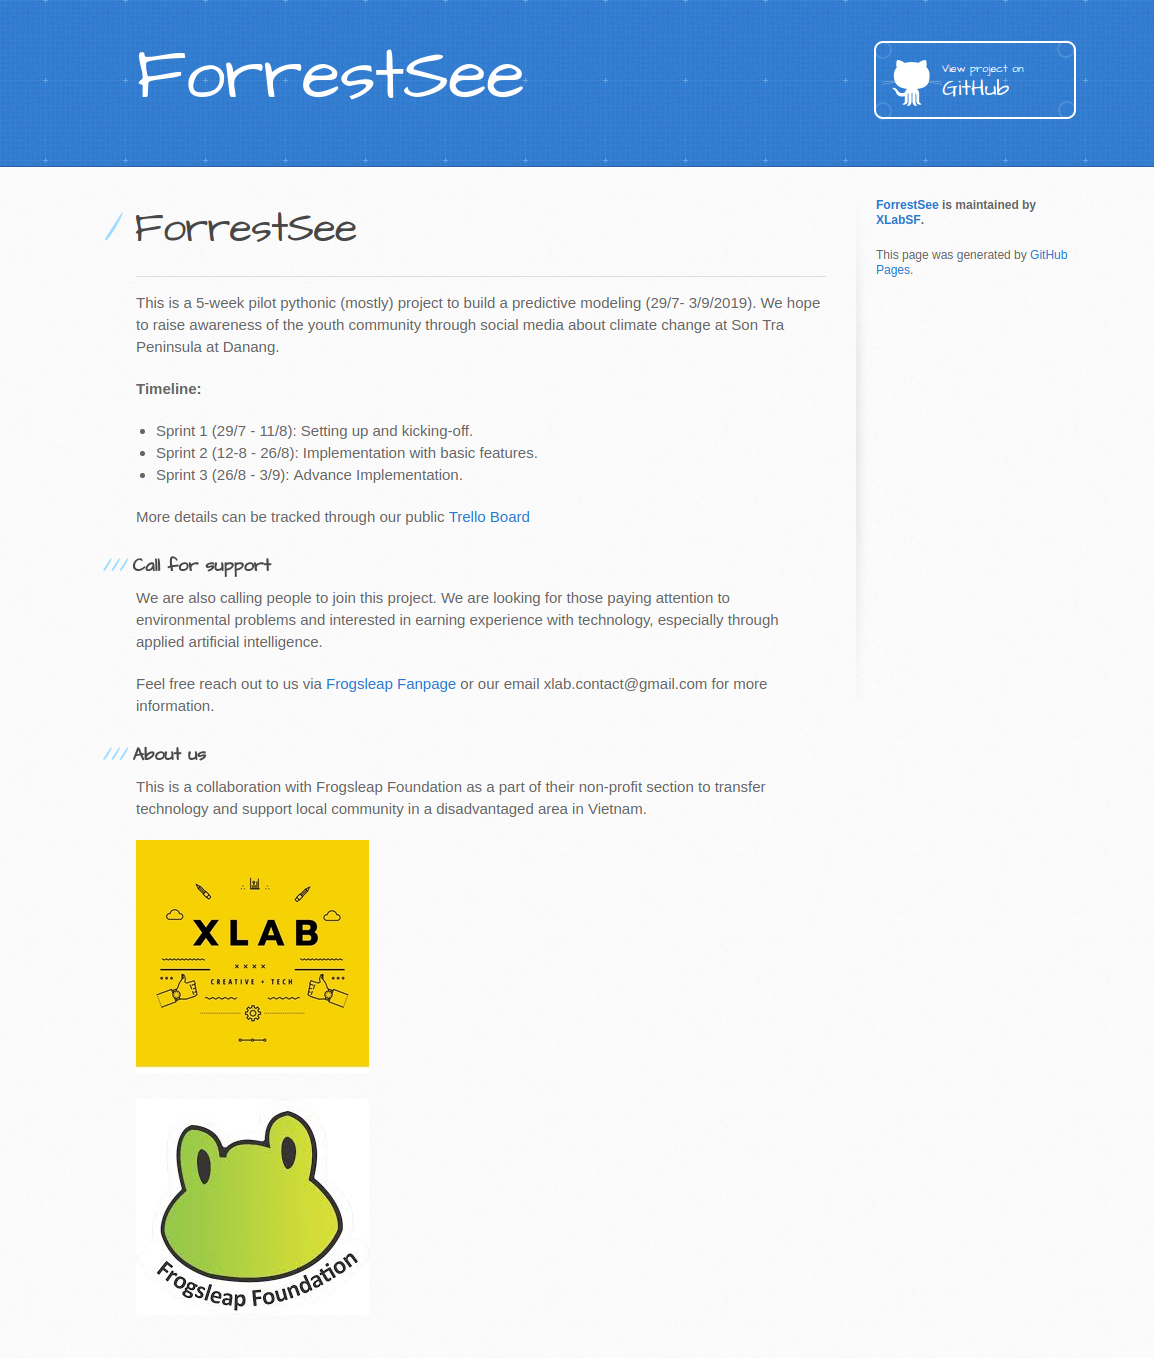 ForrestSee
View project on
GitHub
ForrestSee
ForrestSee is maintained by
XLabSF.
This page was generated by GitHub
Pages.
This is a 5-week pilot pythonic (mostly) project to build a predictive modeling (29/7- 3/9/2019). We hope
to raise awareness of the youth community through social media about climate change at Son Tra
Peninsula at Danang.
Timeline:
Sprint 1 (29/7 - 11/8): Setting up and kicking-off.
Sprint 2 (12-8 - 26/8): Implementation with basic features.
Sprint 3 (26/8 - 3/9): Advance Implementation.
More details can be tracked through our public Trello Board
Call for support
We are also calling people to join this project. We are looking for those paying attention to
environmental problems and interested in earning experience with technology, especially through
applied artificial intelligence.
Feel free reach out to us via Frogsleap Fanpage or our email xlab.contact@gmail.com for more
information.
About us
This is a collaboration with Frogsleap Foundation as a part of their non-profit section to transfer
technology and support local community in a disadvantaged area in Vietnam.
XLAB
CREATIVE + TECH
Frogsleap Foundation